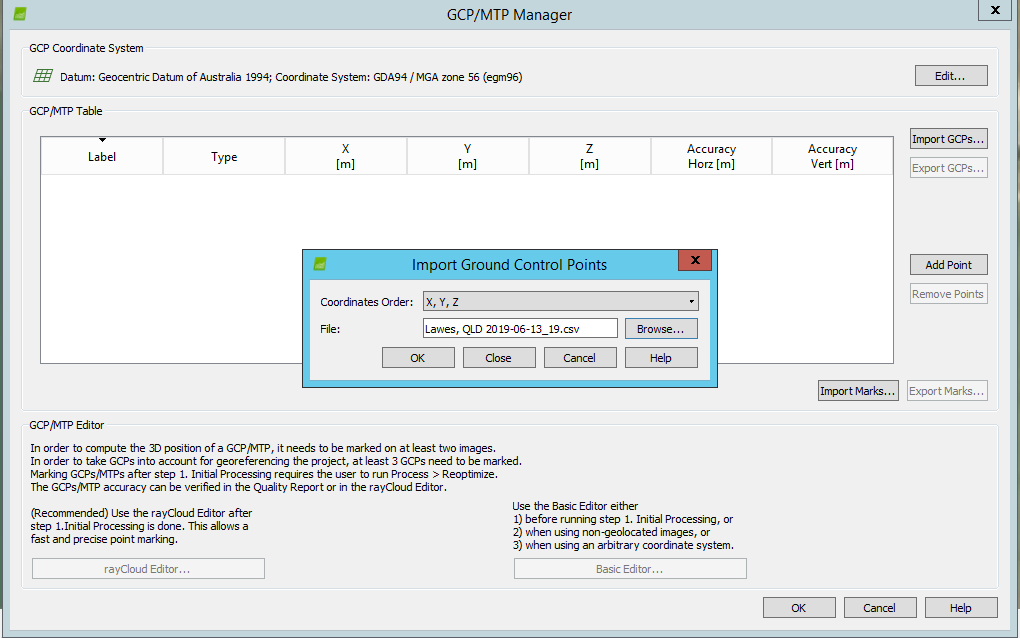 GCP/MTP Manager
x
GCP Coordinate System
Datum: Geocentric Datum of Australia 1994; Coordinate System: GDA94 / MGA zone 56 (egm96)
Edit...
GCP/MTP Table
Label
Type
X
[m]
Y
[m]
Z
[m]
Accuracy
Horz [m]
Accuracy
Vert [m]
Import GCPs...
Export GCPs...
Add Point
Remove Points
Import Ground Control Points
x
Coordinates Order:
X, Y, Z
File:
Lawes, QLD 2019-06-13_19.csv
Browse...
OK
Close
Cancel
Help
Import Marks...
Export Marks...
GCP/MTP Editor
In order to compute the 3D position of a GCP/MTP, it needs to be marked on at least two images.
In order to take GCPs into account for georeferencing the project, at least 3 GCPs need to be marked.
Marking GCPs/MTPs after step 1. Initial Processing requires the user to run Process > Reoptimize.
The GCPs/MTP accuracy can be verified in the Quality Report or in the rayCloud Editor.
(Recommended) Use the rayCloud Editor after
step 1.Initial Processing is done. This allows a
fast and precise point marking.
rayCloud Editor...
Use the Basic Editor either
1) before running step 1. Initial Processing, or
2) when using non-geolocated images, or
3) when using an arbitrary coordinate system.
Basic Editor...
OK
Cancel
Help